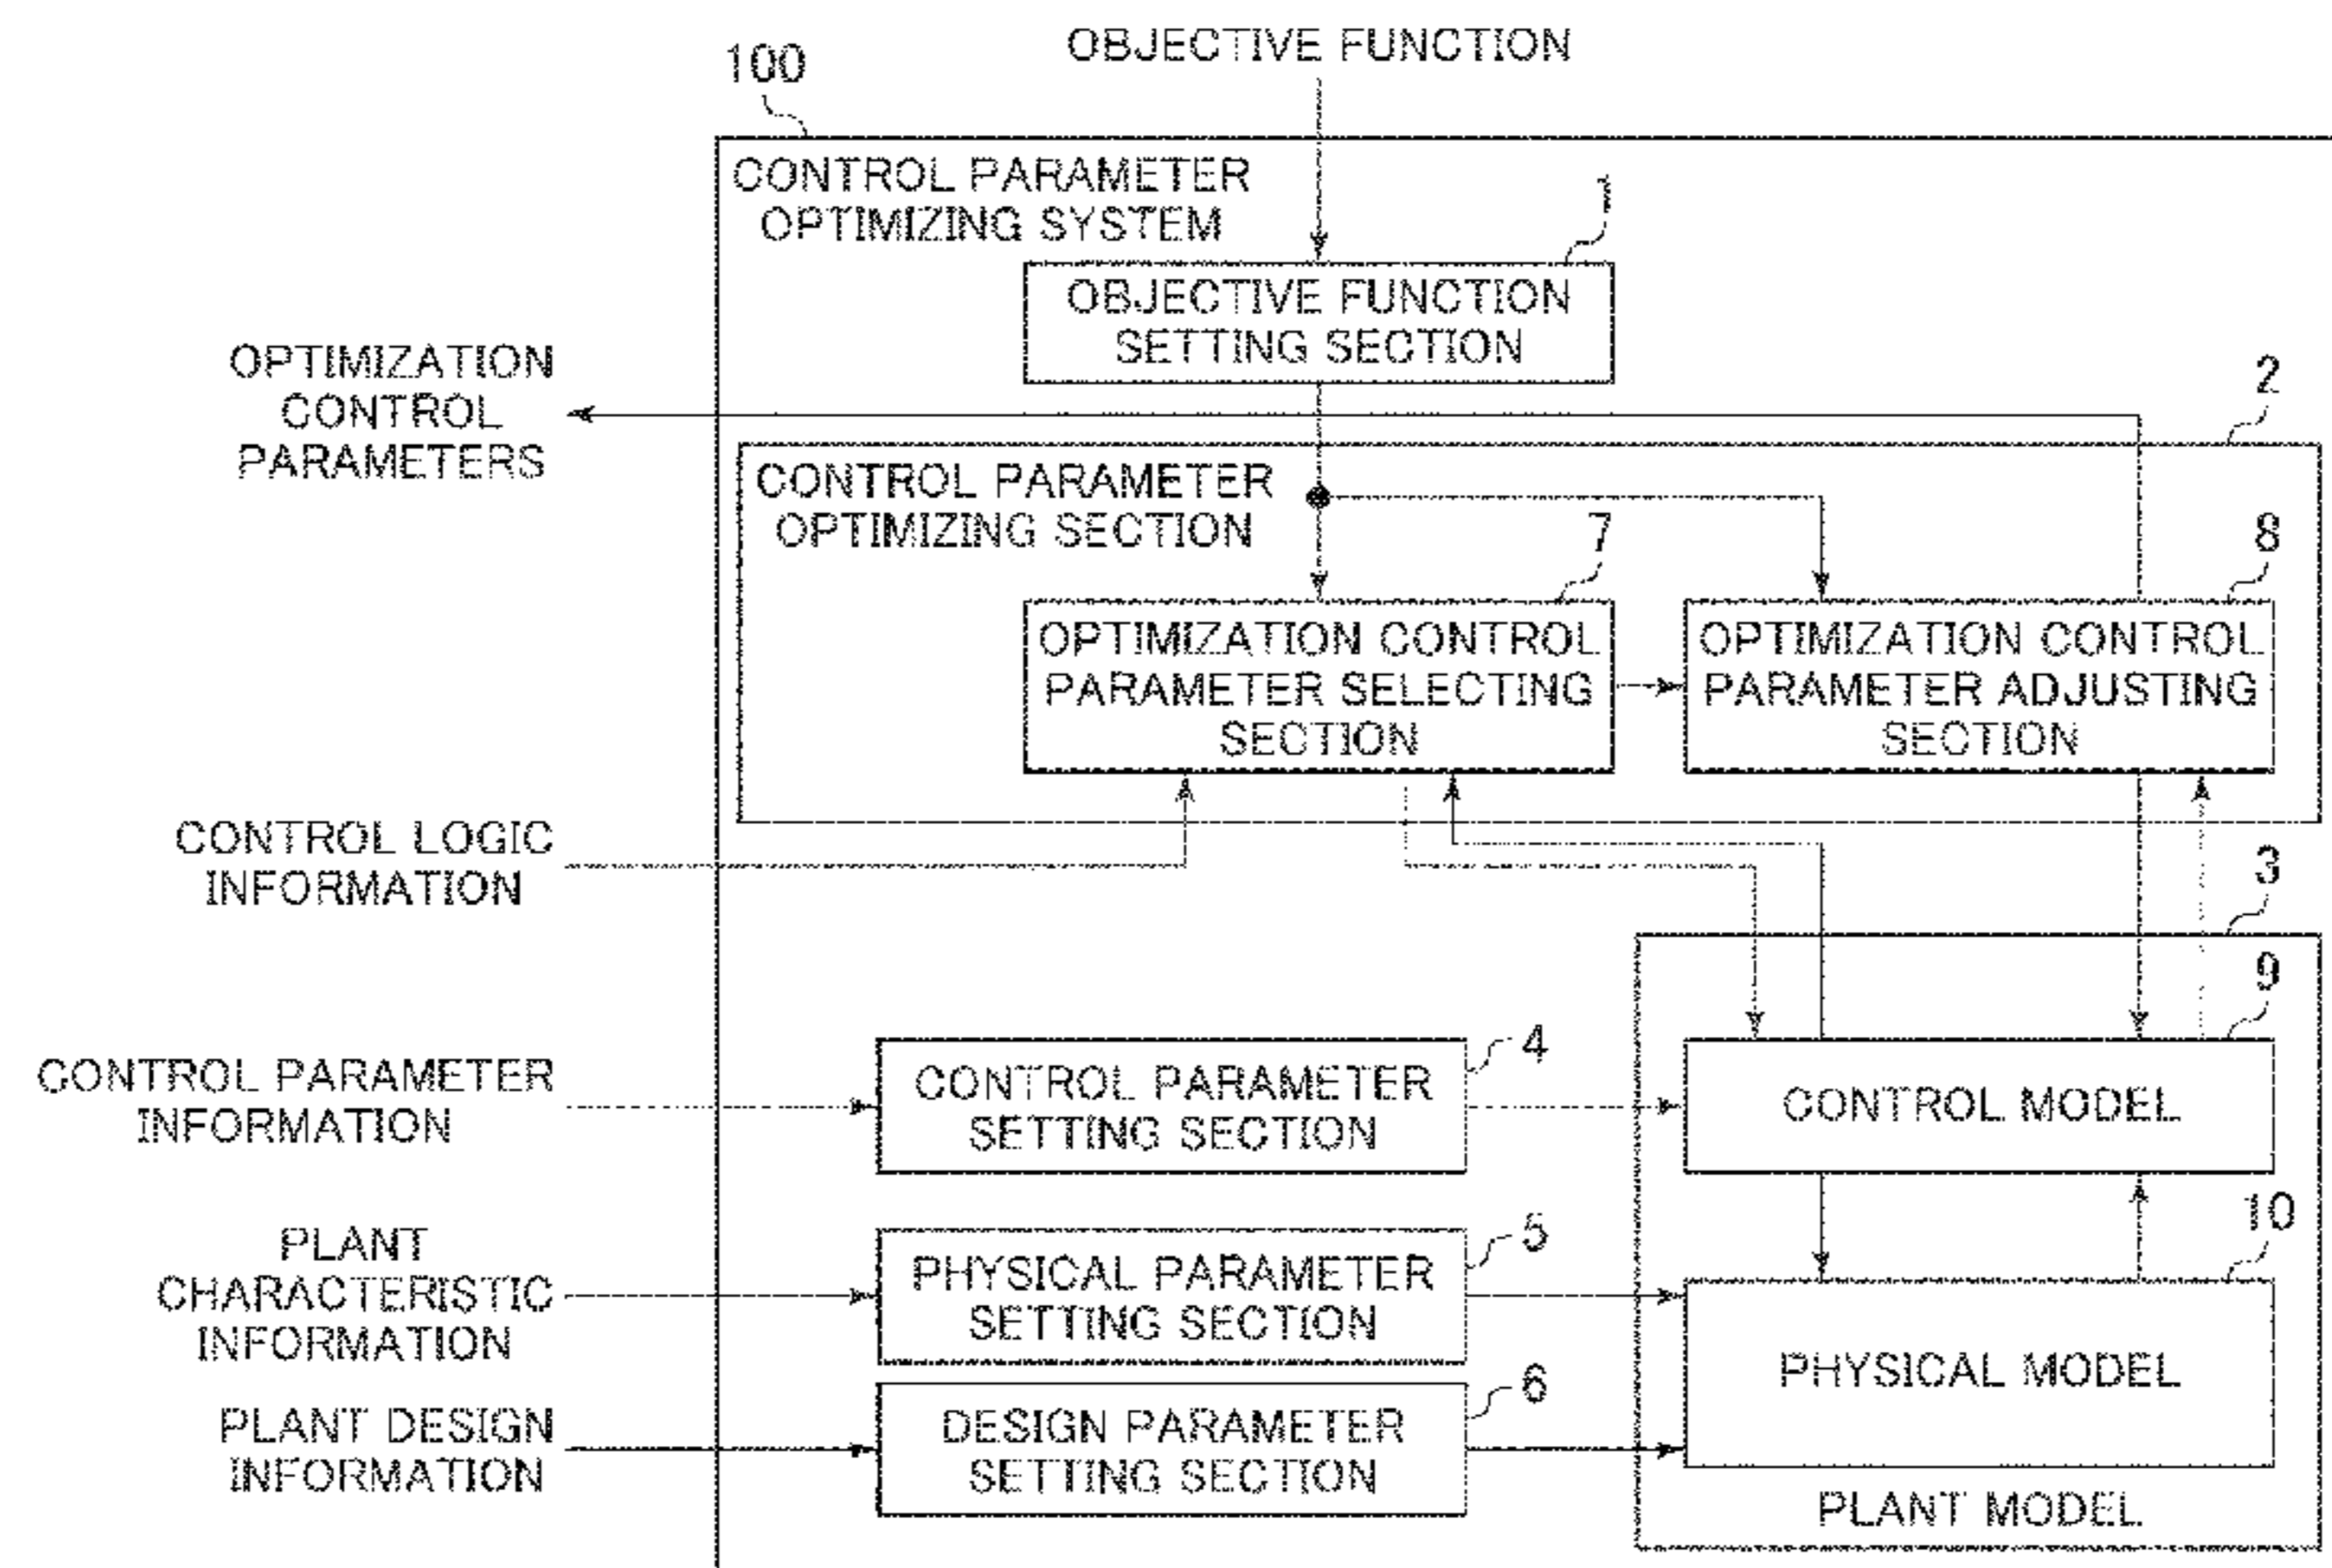 OBJECTIVE FUNCTION
100
CONTROL PARAMETER
OPTIMIZING SYSTEM
1
OBJECTIVE FUNCTION
SETTING SECTION
OPTIMIZATION
CONTROL
PARAMETERS
2
CONTROL PARAMETER
OPTIMIZING SECTION
7
8
OPTIMIZATION CONTROL
PARAMETER SELECTING
SECTION
OPTIMIZATION CONTROL
PARAMETER ADJUSTING
SECTION
CONTROL LOGIC
INFORMATION
3
9
CONTROL PARAMETER
INFORMATION
4
CONTROL PARAMETER
SETTING SECTION
CONTROL MODEL
PLANT
CHARACTERISTIC
INFORMATION
5
PHYSICAL PARAMETER
SETTING SECTION
10
PHYSICAL MODEL
PLANT DESIGN
INFORMATION
6
DESIGN PARAMETER
SETTING SECTION
PLANT MODEL